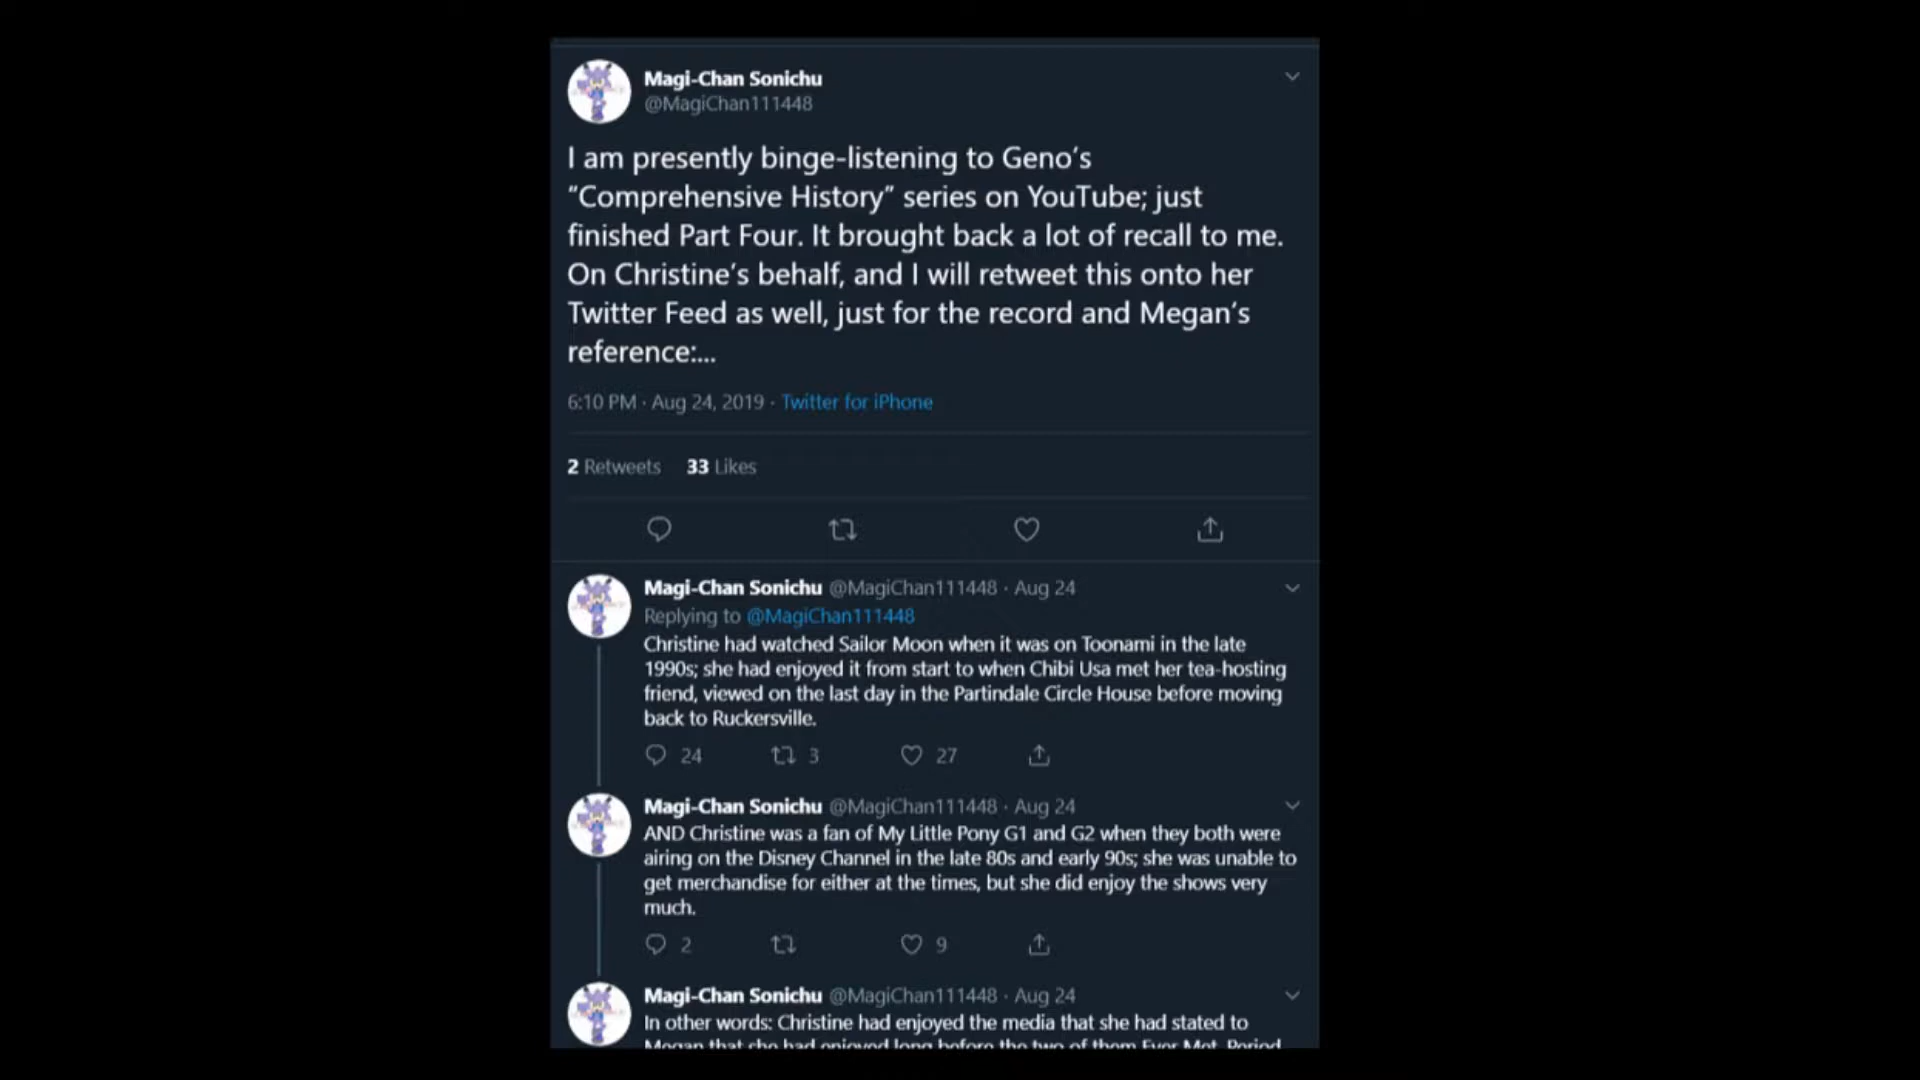 Magi-Chan Sonichu
@MagiChan111448
I am presently binge-listening to Geno's
"Comprehensive History" series on YouTube; just
finished Part Four. It brought back a lot of recall to me.
On Christine's behalf, and I will retweet this onto her
Twitter Feed as well, just for the record and Megan's
reference:...
6:10 PM · Aug 24, 2019 · Twitter for iPhone
2 Retweets 33 Likes
Magi-Chan Sonichu @MagiChan111448 · Aug 24
Replying to @MagiChan111448
Christine had watched Sailor Moon when it was on Toonami in the late
1990s; she had enjoyed it from start to when Chibi Usa met her tea-hosting
friend, viewed on the last day in the Partindale Circle House before moving
back to Ruckersville.
24 3 27
Magi-Chan Sonichu @MagiChan111448 · Aug 24
AND Christine was a fan of My Little Pony G1 and G2 when they both were
airing on the Disney Channel in the late 80s and early 90s; she was unable to
get merchandise for either at the times, but she did enjoy the shows very
much.
2 9
Magi-Chan Sonichu @MagiChan111448 · Aug 24
In other words: Christine had enjoyed the media that she had stated to
Megan that she had enjoyed long before the two of them Ever Met. Period.